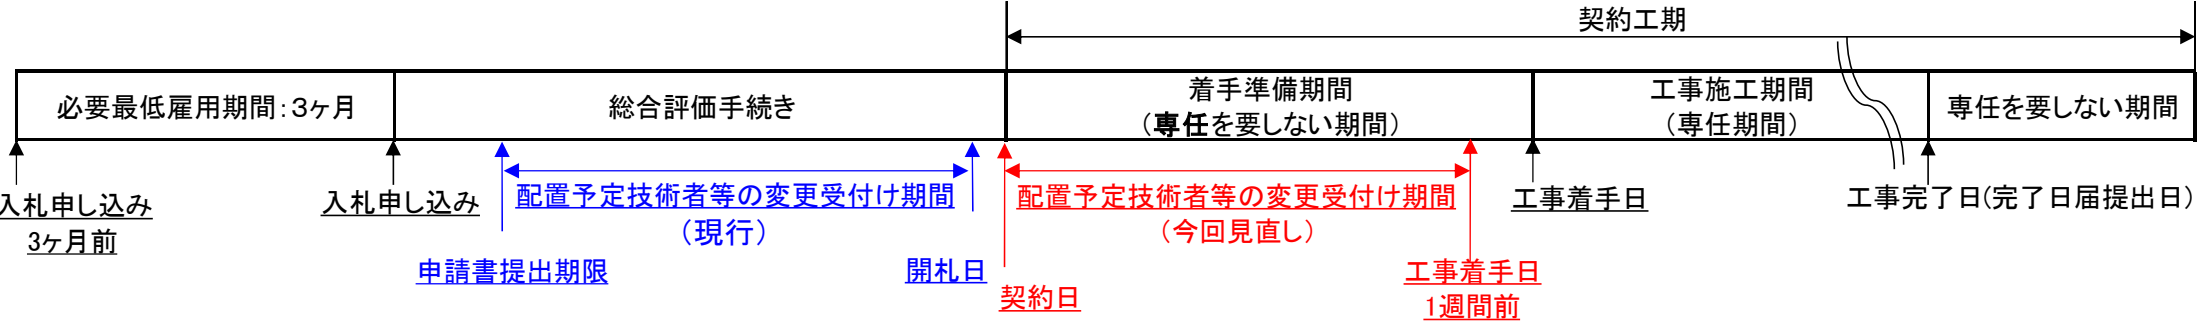 契約工期
必要最低雇用期間：３ヶ月
総合評価手続き
着手準備期間
（専任を要しない期間）
工事施工期間
（専任期間）
専任を要しない期間
入札申し込み
3ヶ月前
入札申し込み
配置予定技術者等の変更受付け期間
（現行）
配置予定技術者等の変更受付け期間
（今回見直し）
工事着手日
工事完了日(完了日届提出日)
申請書提出期限
開札日
契約日
工事着手日
1週間前